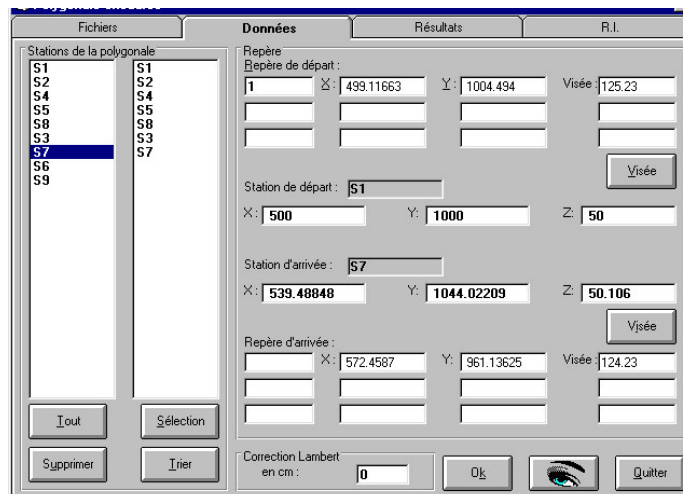 Fichiers Données Résultats R.I.
Stations de la polygonale
S1
S2
S4
S5
S8
S3
S7
S6
S9
S1
S2
S4
S5
S8
S3
S7
Tout Sélection
Supprimer Trier
Repère
Repère de départ :
1 X : 499.11663 Y : 1004.494 Visée : 125.23
Visée
Station de départ : S1
X : 500 Y: 1000 Z: 50
Station d'arrivée : S7
X : 539.48848 Y: 1044.02209 Z: 50.106
Visée
Repère d'arrivée :
X : 572.4587 Y: 961.13625 Visée : 124.23
Correction Lambert
en cm : 0
Ok Quitter